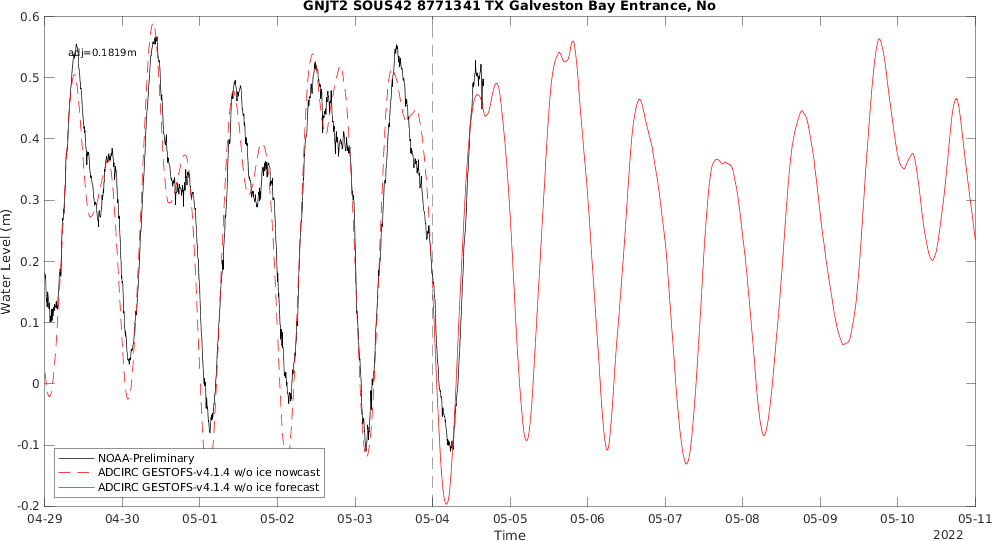 GNJT2 SOUS42 8771341 TX Galveston Bay Entrance, No
adj=0.1819m
0.6
0.5
0.4
0.3
0.2
0.1
0
-0.1
-0.2
Water Level (m)
NOAA-Preliminary
ADCIRC GESTOFS-v4.1.4 w/o ice nowcast
ADCIRC GESTOFS-v4.1.4 w/o ice forecast
04-29 04-30 05-01 05-02 05-03 05-04 05-05 05-06 05-07 05-08 05-09 05-10 05-11
Time
2022